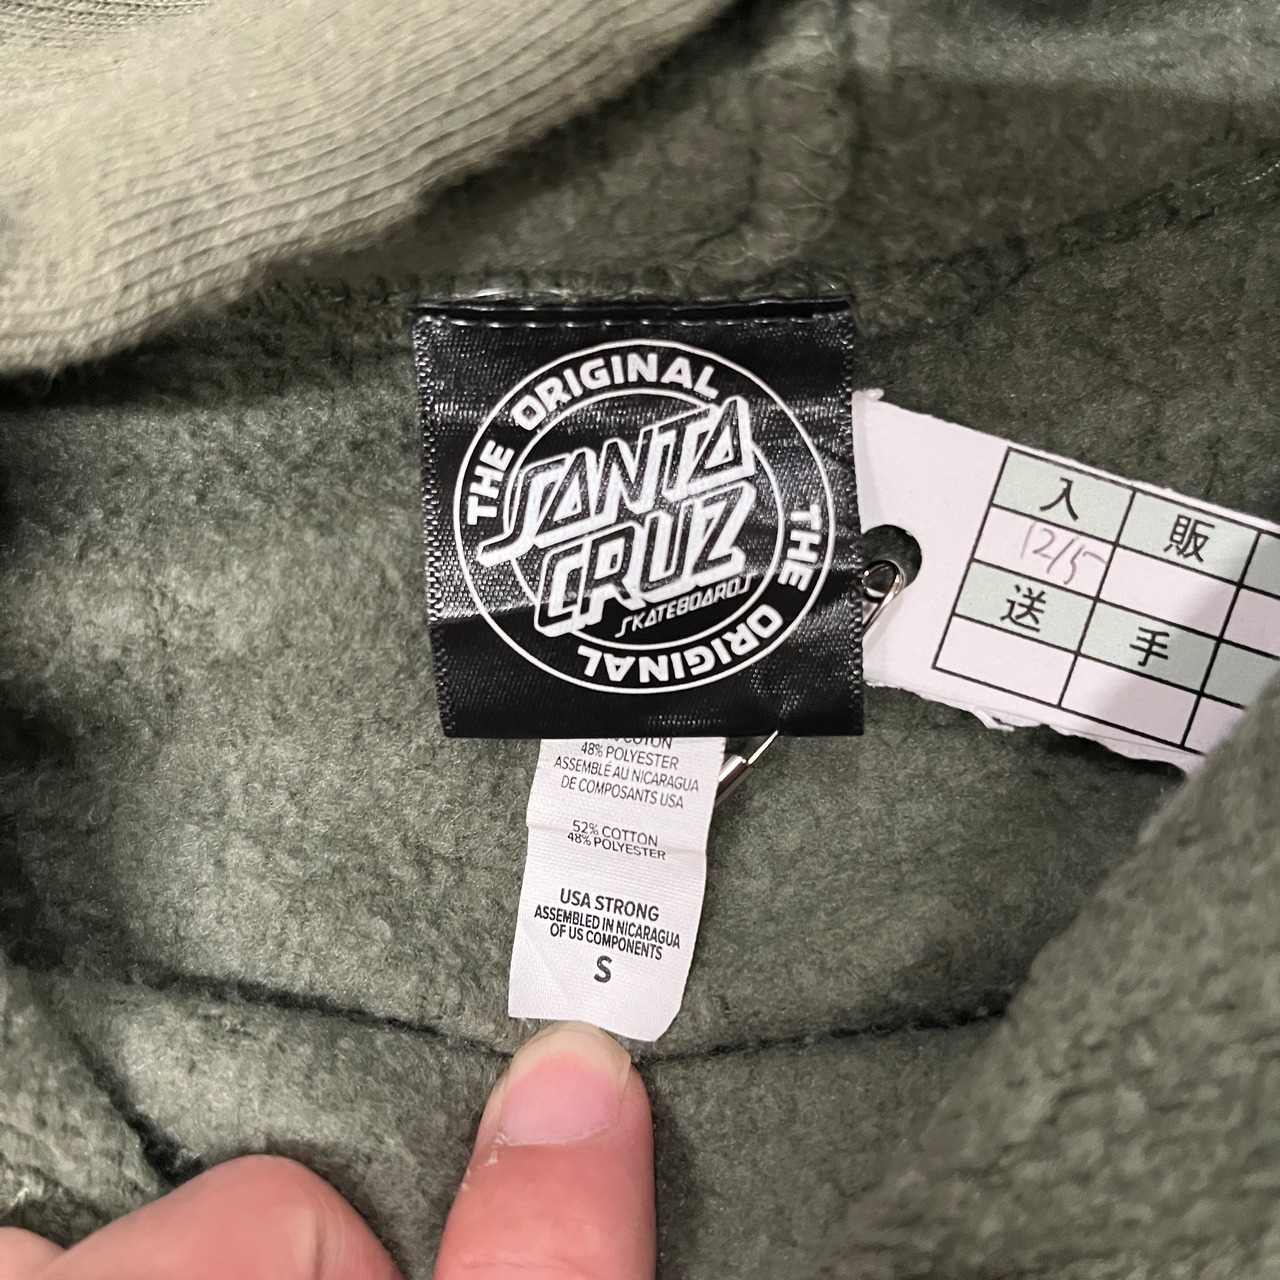 THE ORIGINAL
SANTA
CRUZ
SKATEBOARDS
THE ORIGINAL
48% POLYESTER
ASSEMBLÉ AU NICARAGUA
DE COMPOSANTS USA
52% COTTON
48% POLYESTER
USA STRONG
ASSEMBLED IN NICARAGUA
OF US COMPONENTS
S
入 販
12/15
送 手